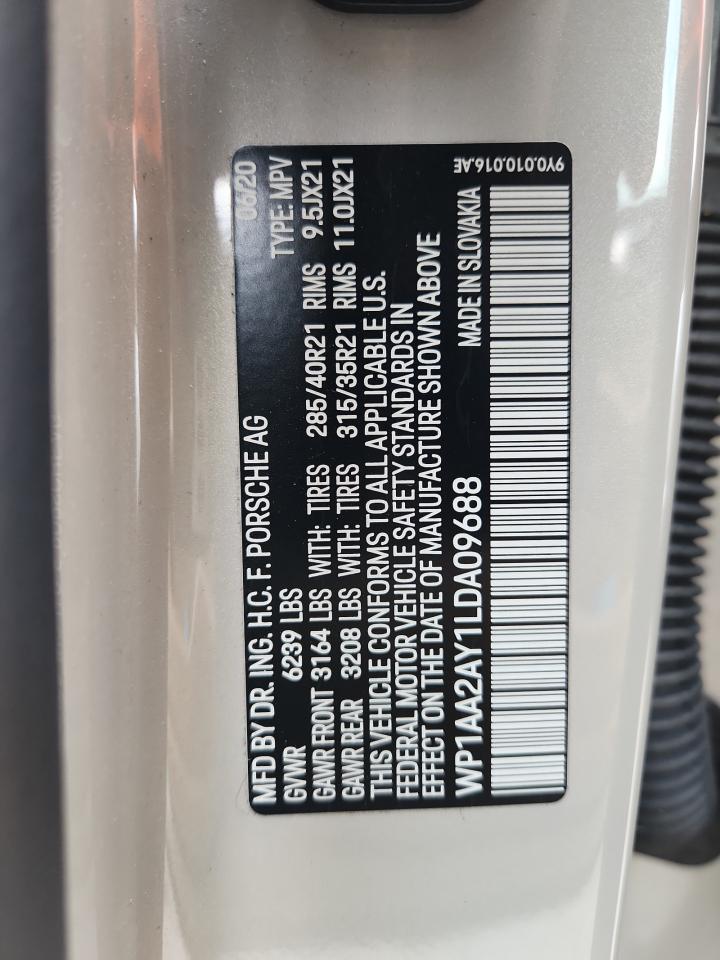 MFD BY DR. ING. H.C. F. PORSCHE AG 06/20
GVWR 6239 LBS TYPE: MPV
GAWR FRONT 3164 LBS WITH: TIRES 285/40R21 RIMS 9.5JX21
GAWR REAR 3208 LBS WITH: TIRES 315/35R21 RIMS 11.0JX21
THIS VEHICLE CONFORMS TO ALL APPLICABLE U.S.
FEDERAL MOTOR VEHICLE SAFETY STANDARDS IN
EFFECT ON THE DATE OF MANUFACTURE SHOWN ABOVE
WP1AA2AY1LDA09688 MADE IN SLOVAKIA 9Y0.010.016.AE